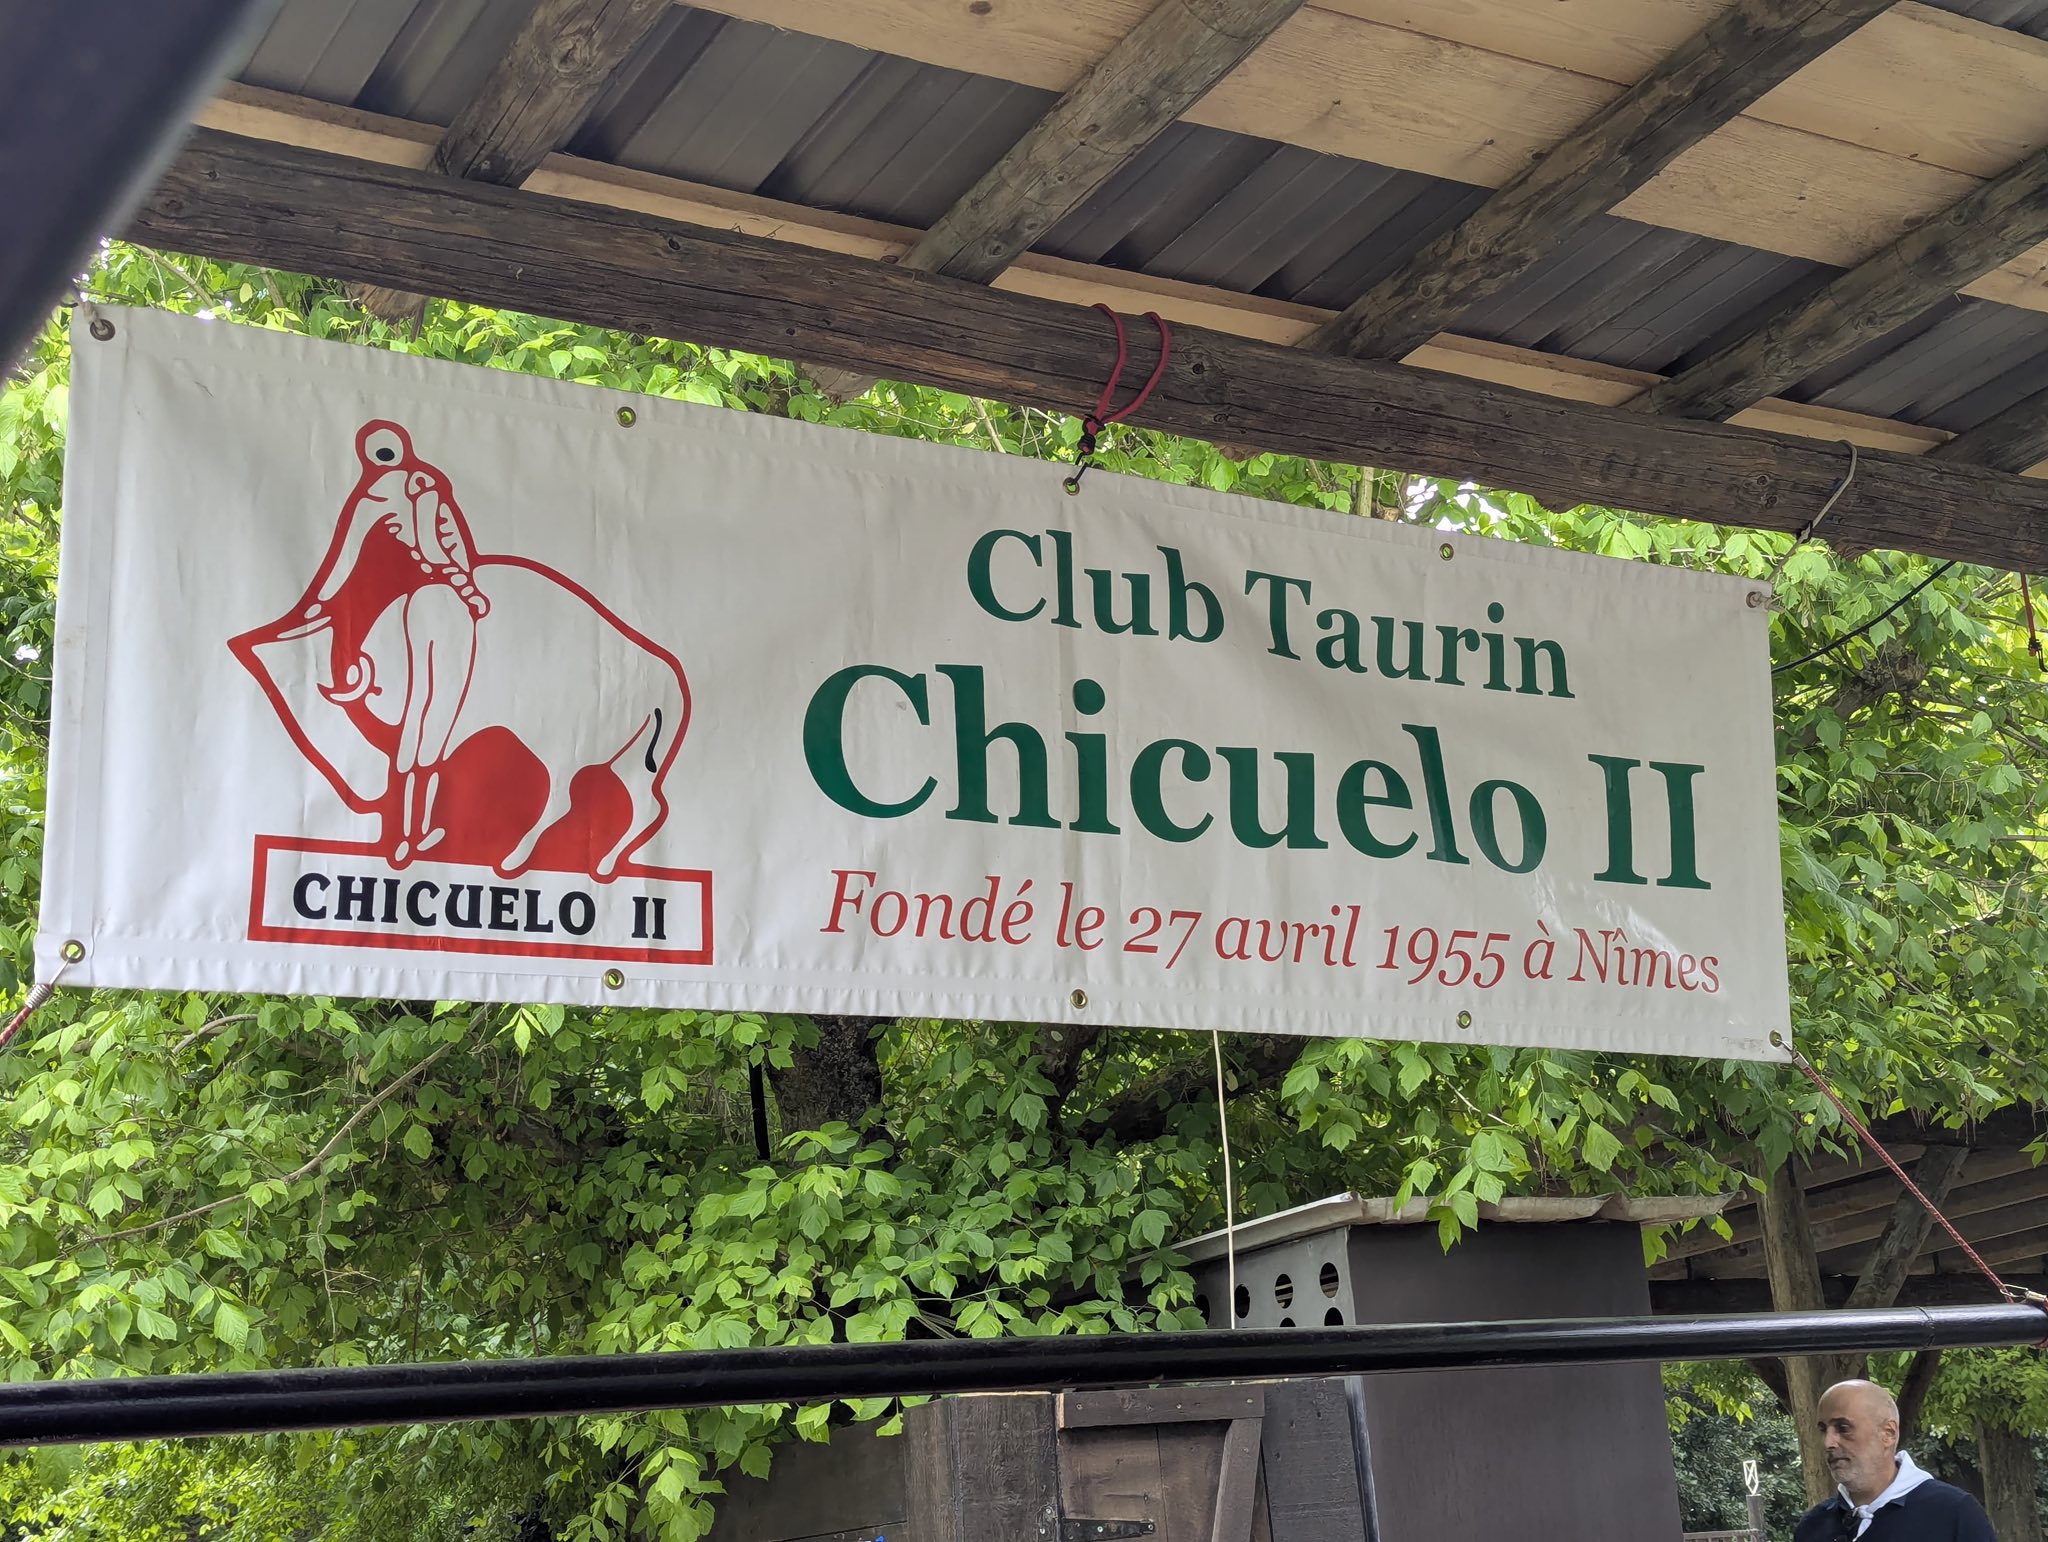 Club Taurin
Chicuelo II
Fondé le 27 avril 1955 à Nîmes
CHICUELO II